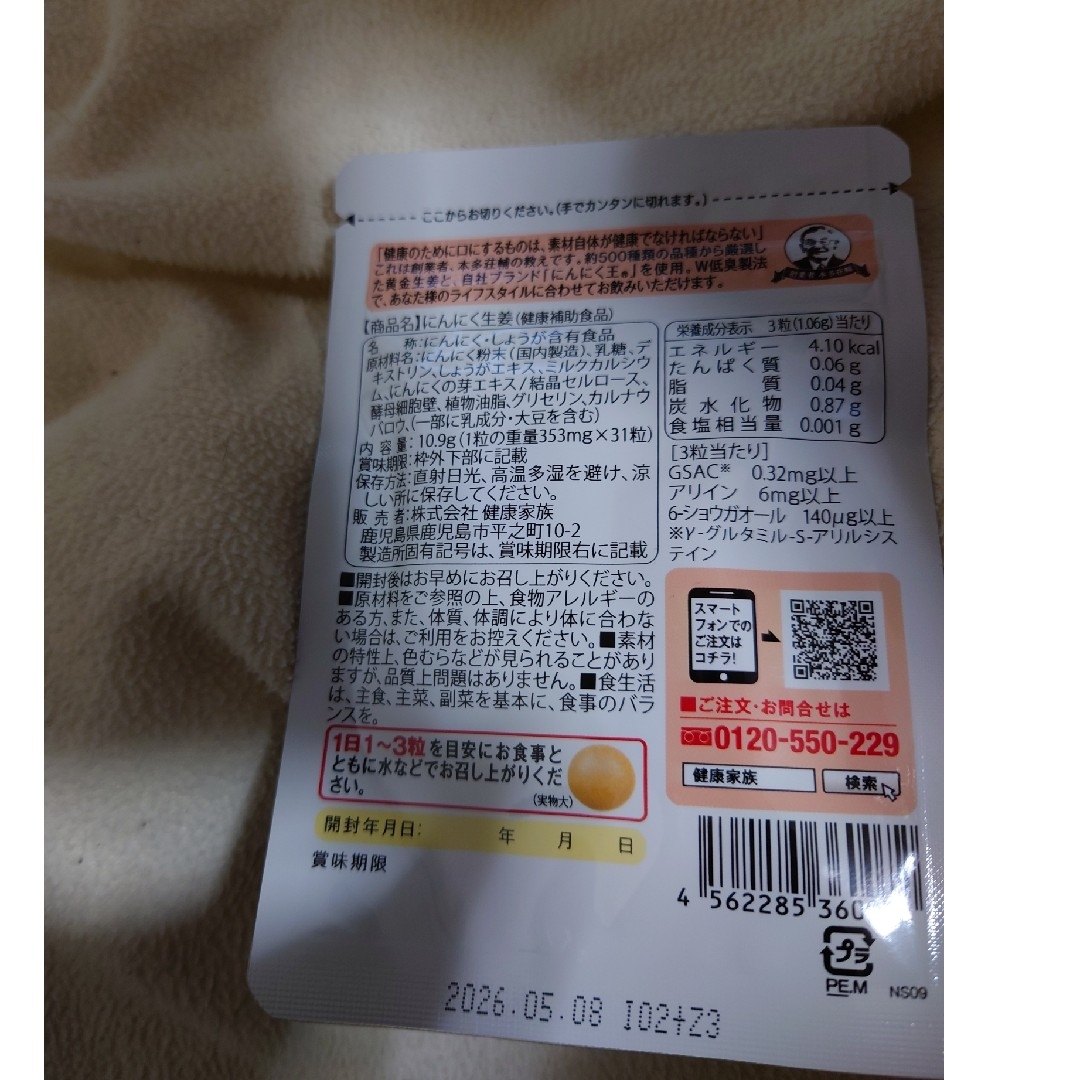 ここからお切りください。(手でカンタンに切れます。)
「健康のために口にするものは、素材自体が健康でなければならない」
これは創業者、本多荘輔の教えです。約500種類の品種から厳選し
た黄金生姜と、自社ブランド「にんにく王®」を使用。W低臭製法
で、あなた様のライフスタイルに合わせてお飲みいただけます。
【商品名】にんにく生姜(健康補助食品)
名 称:にんにく・しょうが含有食品
原材料名:にんにく粉末(国内製造)、乳糖、デ
キストリン、しょうがエキス、ミルクカルシウ
ム、にんにくの芽エキス/結晶セルロース、
酵母細胞壁、植物油脂、グリセリン、カルナウ
バロウ、(一部に乳成分・大豆を含む)
内 容 量:10.9g(1粒の重量353mg×31粒)
賞味期限:枠外下部に記載
保存方法:直射日光、高温多湿を避け、涼
しい所に保存してください。
販 売 者:株式会社 健康家族
鹿児島県鹿児島市平之町10-2
製造所固有記号は、賞味期限右に記載
栄養成分表示 3粒(1.06g)当たり
エネルギー 4.10 kcal
たんぱく質 0.06 g
脂質 0.04 g
炭水化物 0.87 g
食塩相当量 0.001 g
[3粒当たり]
GSAC※ 0.32mg以上
アリイン 6mg以上
6-ショウガオール 140μg以上
※γ-グルタミル-S-アリルシス
テイン
■開封後はお早めにお召し上がりください。
■原材料をご参照の上、食物アレルギーの
ある方、また、体質、体調により体に合わな
い場合は、ご利用をお控えください。■素材
の特性上、色むらなどが見られることがあり
ますが、品質上問題はありません。■食生活
は、主食、主菜、副菜を基本に、食事のバラ
ンスを。
1日1~3粒を目安にお食事と
ともに水などでお召し上がりくだ
さい。
(実物大)
スマート
フォンでの
ご注文は
コチラ!
■ご注文・お問合せは
0120-550-229
健康家族 検索
開封年月日: 年 月 日
賞味期限
4 562285 360
プラ
PE.M
NS09
2026.05.08 I02+Z3